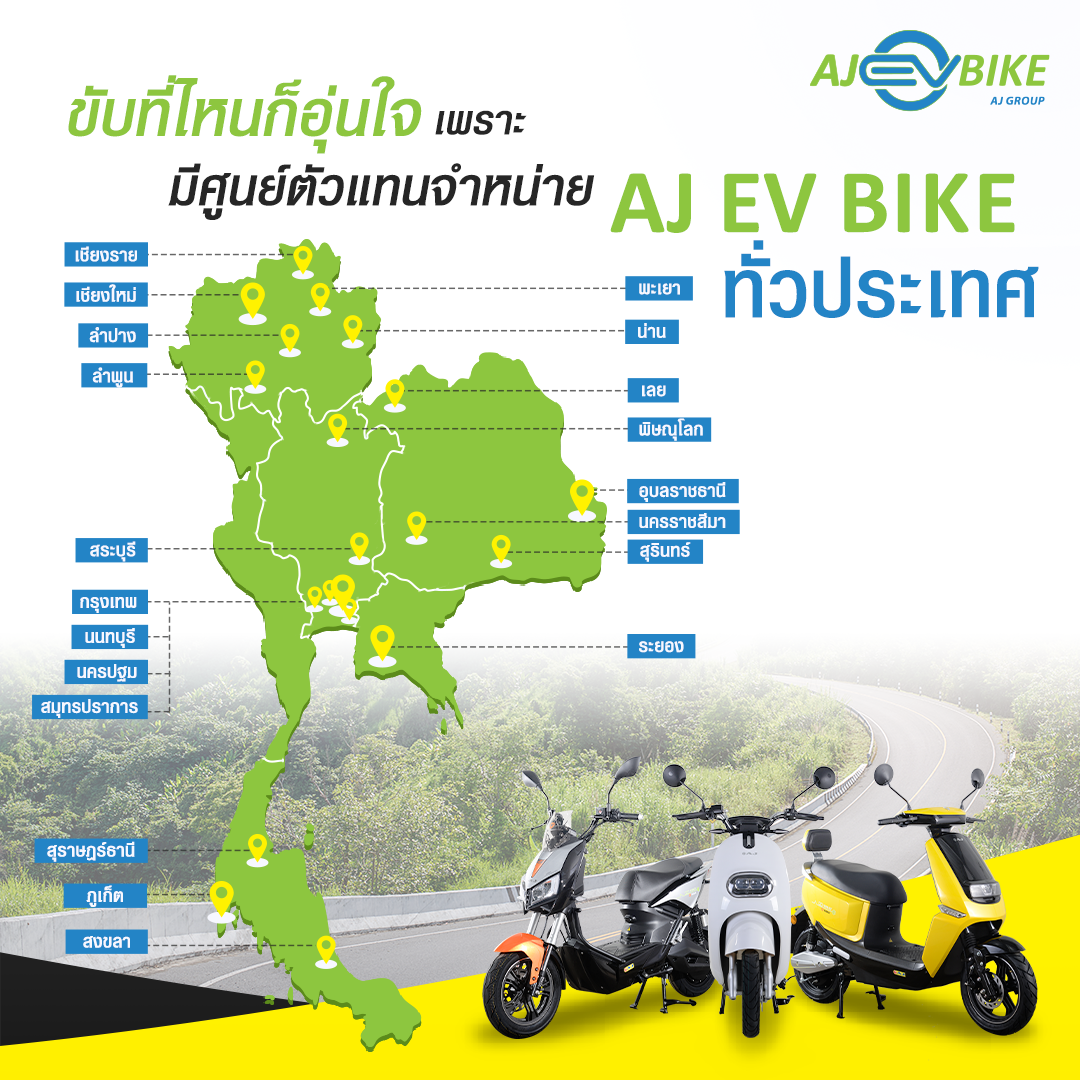 AJ EV BIKE
AJ GROUP
ขับที่ไหนก็อุ่นใจ เพราะ
มีศูนย์ตัวแทนจำหน่าย AJ EV BIKE
ทั่วประเทศ
เชียงราย
เชียงใหม่
ลำปาง
ลำพูน
พะเยา
น่าน
เลย
พิษณุโลก
อุบลราชธานี
นครราชสีมา
สุรินทร์
สระบุรี
กรุงเทพ
นนทบุรี
นครปฐม
สมุทรปราการ
ระยอง
สุราษฎร์ธานี
ภูเก็ต
สงขลา